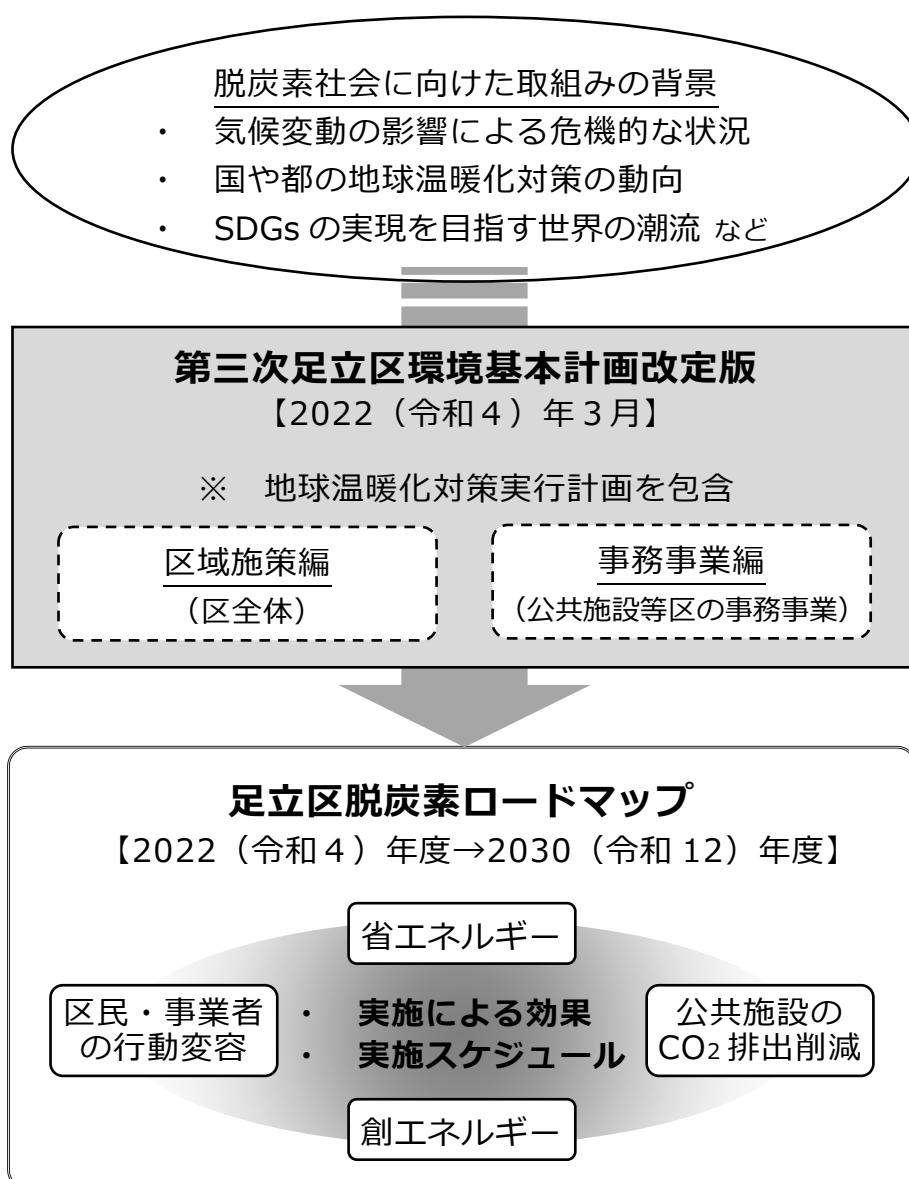 脱炭素社会に向けた取組みの背景
・ 気候変動の影響による危機的な状況
・ 国や都の地球温暖化対策の動向
・ SDGs の実現を目指す世界の潮流 など
第三次足立区環境基本計画改定版
【2022（令和４）年３月】
※ 地球温暖化対策実行計画を包含
区域施策編
（区全体）
事務事業編
（公共施設等区の事務事業）
足立区脱炭素ロードマップ
【2022（令和４）年度→2030（令和 12）年度】
省エネルギー
区民・事業者
の行動変容
・ 実施による効果
・ 実施スケジュール
公共施設の
CO2 排出削減
創エネルギー